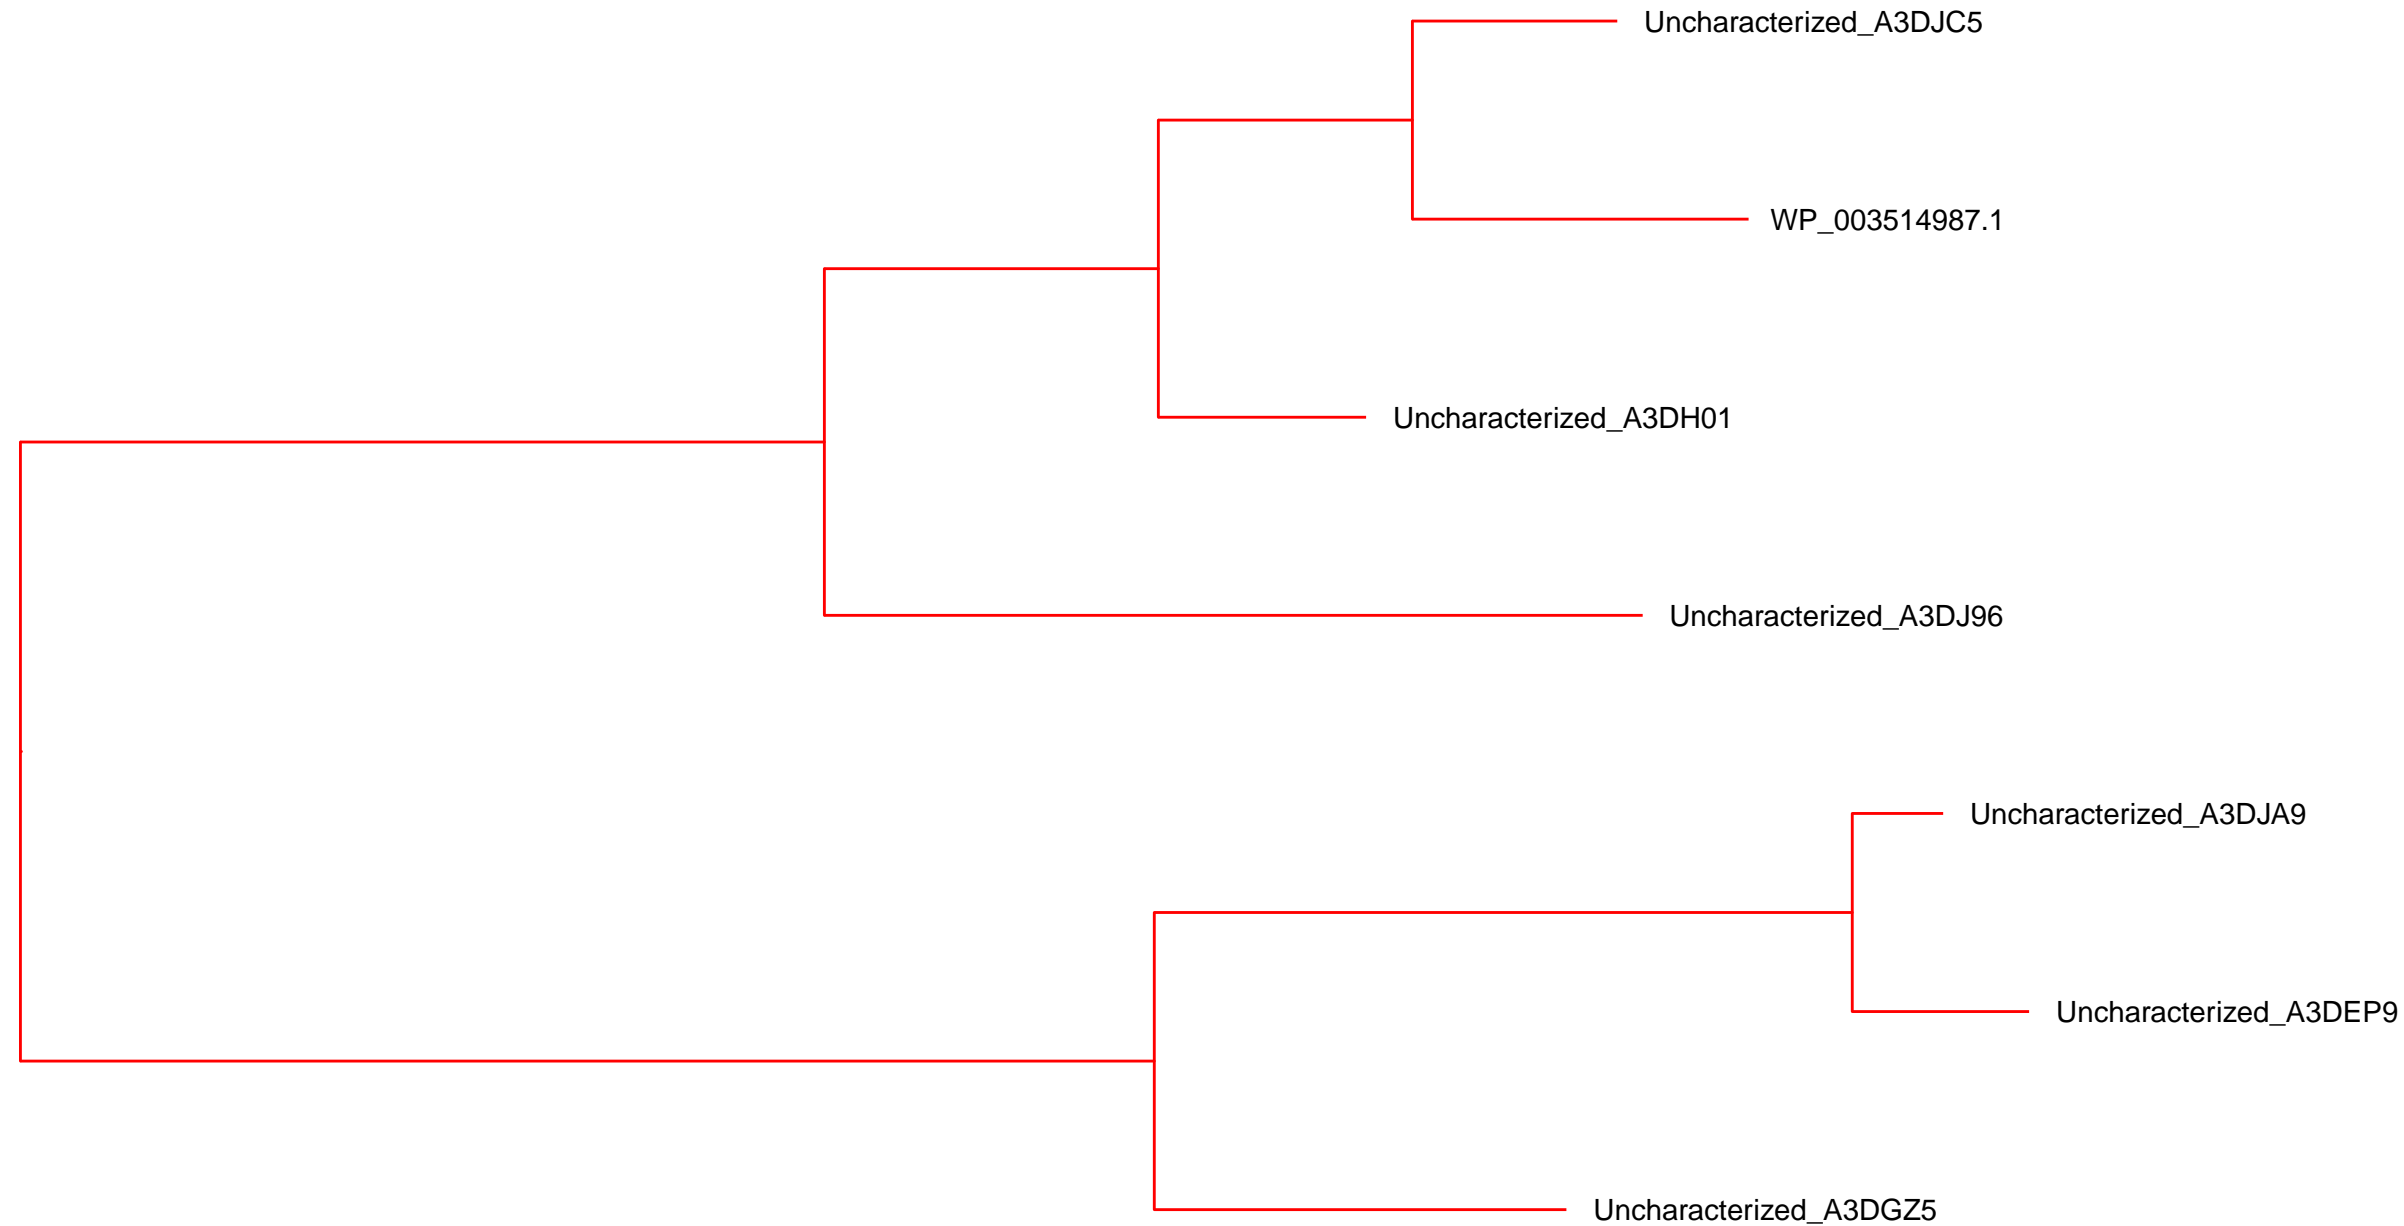 Uncharacterized_A3DJC5
WP_003514987.1
Uncharacterized_A3DH01
Uncharacterized_A3DJ96
Uncharacterized_A3DJA9
Uncharacterized_A3DEP9
Uncharacterized_A3DGZ5